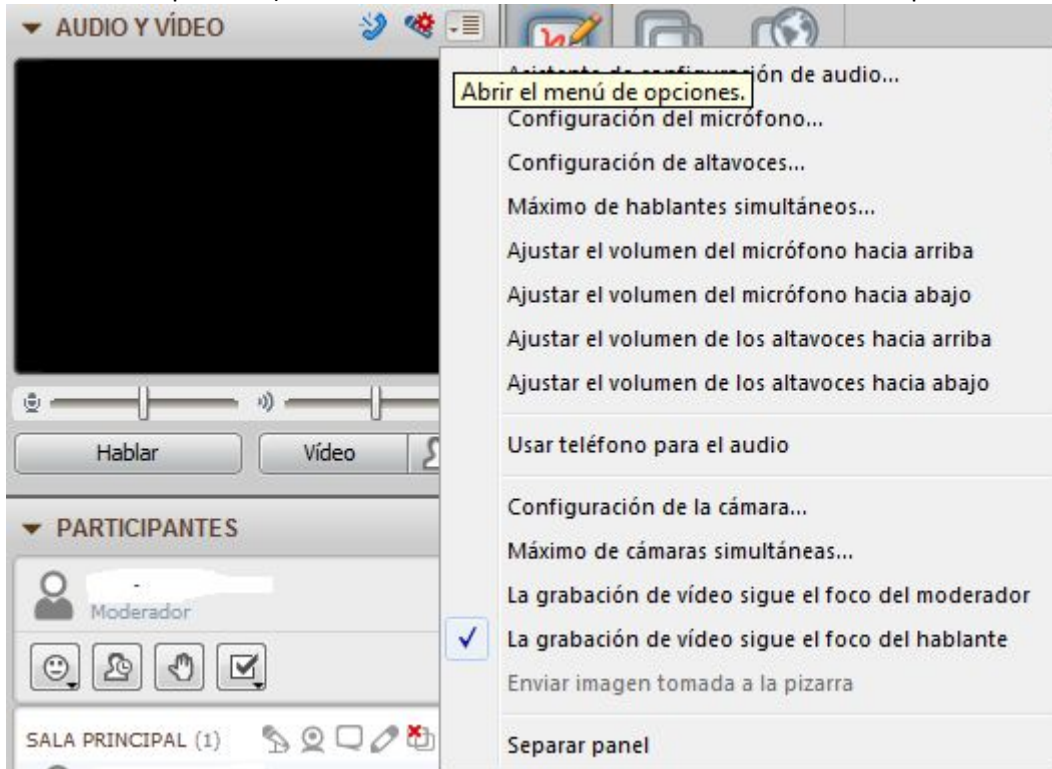 AUDIO Y VÍDEO
Abrir el menú de opciones.
ión de audio...
Configuración del micrófono...
Configuración de altavoces...
Máximo de hablantes simultáneos...
Ajustar el volumen del micrófono hacia arriba
Ajustar el volumen del micrófono hacia abajo
Ajustar el volumen de los altavoces hacia arriba
Ajustar el volumen de los altavoces hacia abajo
Hablar
Vídeo
Usar teléfono para el audio
PARTICIPANTES
Moderador
Configuración de la cámara...
Máximo de cámaras simultáneas...
La grabación de vídeo sigue el foco del moderador
La grabación de vídeo sigue el foco del hablante
Enviar imagen tomada a la pizarra
SALA PRINCIPAL (1)
Separar panel